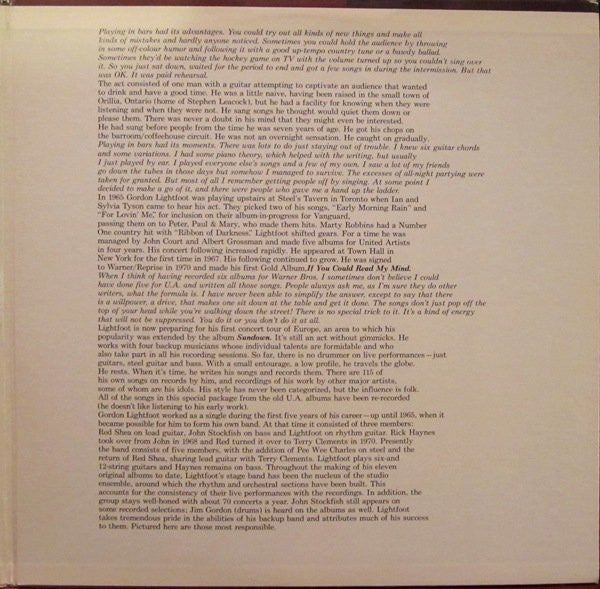 Playing in bars had its advantages. You could try out all kinds of new things and make all
kinds of mistakes and hardly anyone noticed. Sometimes you could hold the audience by throwing
in some off-colour humor and following it with a good up-tempo country tune or a bawdy ballad.
Sometimes they'd be watching the hockey game on TV with the volume turned up so you couldn't sing over
it. So you just sat down, waited for the period to end and got a few songs in during the intermission. But that
was OK. It was paid rehearsal.
The act consisted of one man with a guitar attempting to captivate an audience that wanted
to drink and have a good time. He was a little naive, having been raised in the small town of
Orillia, Ontario (home of Stephen Leacock), but he had a facility for knowing when they were
listening and when they were not. He sang songs he thought would quiet them down or
please them. There was never a doubt in his mind that they might even be interested.
He had sung before people from the time he was seven years of age. He got his chops on
the barroom/coffeehouse circuit. He was not an overnight sensation. He caught on gradually.
Playing in bars had its moments. There was lots to do just staying out of trouble. I knew six guitar chords
and some variations. I had some piano theory, which helped with the writing, but usually
I just played by ear. I played everyone else's songs and a few of my own. I saw a lot of my friends
go down the tubes in those days but somehow I managed to survive. The excesses of all-night partying were
taken for granted. But most of all I remember getting people off by singing. At some point I
decided to make a go of it, and there were people who gave me a hand up the ladder.
In 1965 Gordon Lightfoot was playing upstairs at Steel's Tavern in Toronto when Ian and
Sylvia Tyson came to hear his act. They picked two of his songs, "Early Morning Rain" and
"For Lovin' Me," for inclusion on their album-in-progress for Vanguard,
passing them on to Peter, Paul & Mary, who made them hits. Marty Robbins had a Number
One country hit with "Ribbon of Darkness." Lightfoot shifted gears. For a time he was
managed by John Court and Albert Grossman and made five albums for United Artists
in four years. His concert following increased rapidly. He appeared at Town Hall in
New York for the first time in 1967. His following continued to grow. He was signed
to Warner/Reprise in 1970 and made his first Gold Album, If You Could Read My Mind.
When I think of having recorded six albums for Warner Bros. I sometimes don't believe I could
have done five for U.A. and written all those songs. People always ask me, as I'm sure they do other
writers, what the formula is. I have never been able to simplify the answer, except to say that there
is a willpower, a drive, that makes one sit down at the table and get it done. The songs don't just pop off the
top of your head while you're walking down the street! There is no special trick to it. It's a kind of energy
that will not be suppressed. You do it or you don't do it at all.
Lightfoot is now preparing for his first concert tour of Europe, an area to which his
popularity was extended by the album Sundown. It's still an act without gimmicks. He
works with four backup musicians whose individual talents are formidable and who
also take part in all his recording sessions. So far, there is no drummer on live performances—just
guitars, steel guitar and bass. With a small entourage, a low profile, he travels the globe.
He rests. When it's time, he writes his songs and records them. There are 115 of
his own songs on records by him, and recordings of his work by other major artists,
some of whom are his idols. His style has never been categorized, but the influence is folk.
All of the songs in this special package from the old U.A. albums have been re-recorded
(he doesn't like listening to his early work).
Gordon Lightfoot worked as a single during the first five years of his career—up until 1965, when it
became possible for him to form his own band. At that time it consisted of three members:
Red Shea on lead guitar, John Stockfish on bass and Lightfoot on rhythm guitar. Rick Haynes
took over from John in 1968 and Red turned it over to Terry Clements in 1970. Presently
the band consists of five members, with the addition of Pee Wee Charles on steel and the
return of Red Shea, sharing lead guitar with Terry Clements. Lightfoot plays six-and
12-string guitars and Haynes remains on bass. Throughout the making of his eleven
original albums to date, Lightfoot's stage band has been the nucleus of the studio
ensemble, around which the rhythm and orchestral sections have been built. This
accounts for the consistency of their live performances with the recordings. In addition, the
group stays well-honed with about 70 concerts a year. John Stockfish still appears on
some recorded selections; Jim Gordon (drums) is heard on the albums as well. Lightfoot
takes tremendous pride in the abilities of his backup band and attributes much of his success
to them. Pictured here are those most responsible.